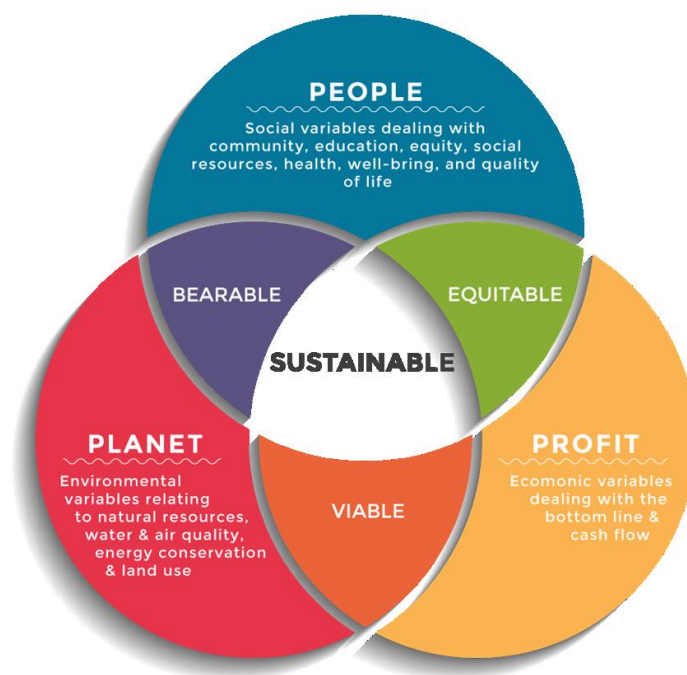 PEOPLE
Social variables dealing with
community, education, equity, social
resources, health, well-bring, and quality
of life
BEARABLE
EQUITABLE
SUSTAINABLE
PLANET
Environmental
variables relating
to natural resources,
water & air quality,
energy conservation
& land use
VIABLE
PROFIT
Ecomonic variables
dealing with the
bottom line &
cash flow